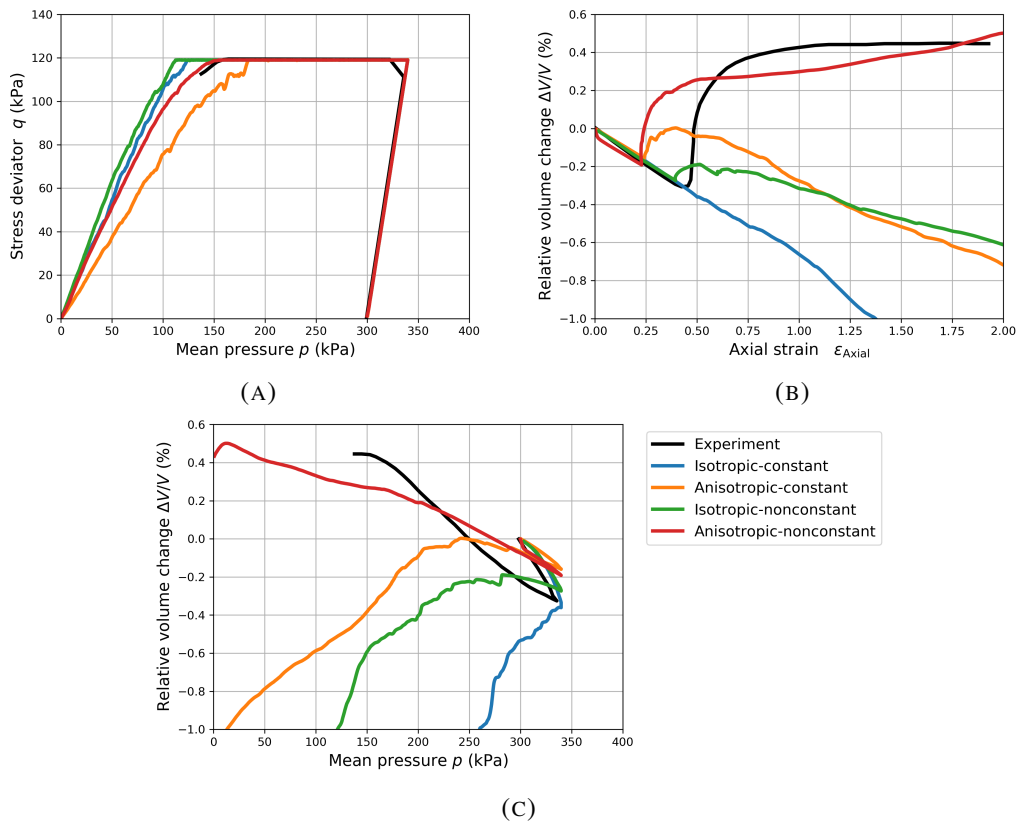 140
120
100
80
60
40
20
0
Stress deviator q (kPa)
0 50 100 150 200 250 300 350 400
Mean pressure p (kPa)
(A)
0.6
0.4
0.2
0.0
−0.2
−0.4
−0.6
−0.8
−1.0
Relative volume change ΔV/V (%)
0.00 0.25 0.50 0.75 1.00 1.25 1.50 1.75 2.00
Axial strain ε_Axial
(B)
0.6
0.4
0.2
0.0
−0.2
−0.4
−0.6
−0.8
−1.0
Relative volume change ΔV/V (%)
0 50 100 150 200 250 300 350 400
Mean pressure p (kPa)
Experiment
Isotropic-constant
Anisotropic-constant
Isotropic-nonconstant
Anisotropic-nonconstant
(C)